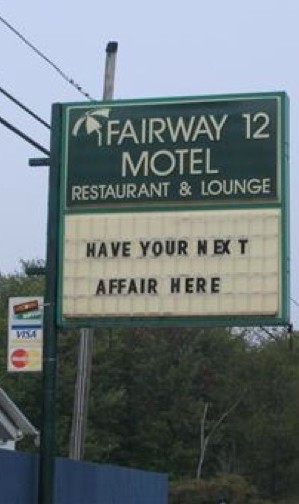 FAIRWAY 12
MOTEL
RESTAURANT & LOUNGE
HAVE YOUR NEXT
AFFAIR HERE
VISA